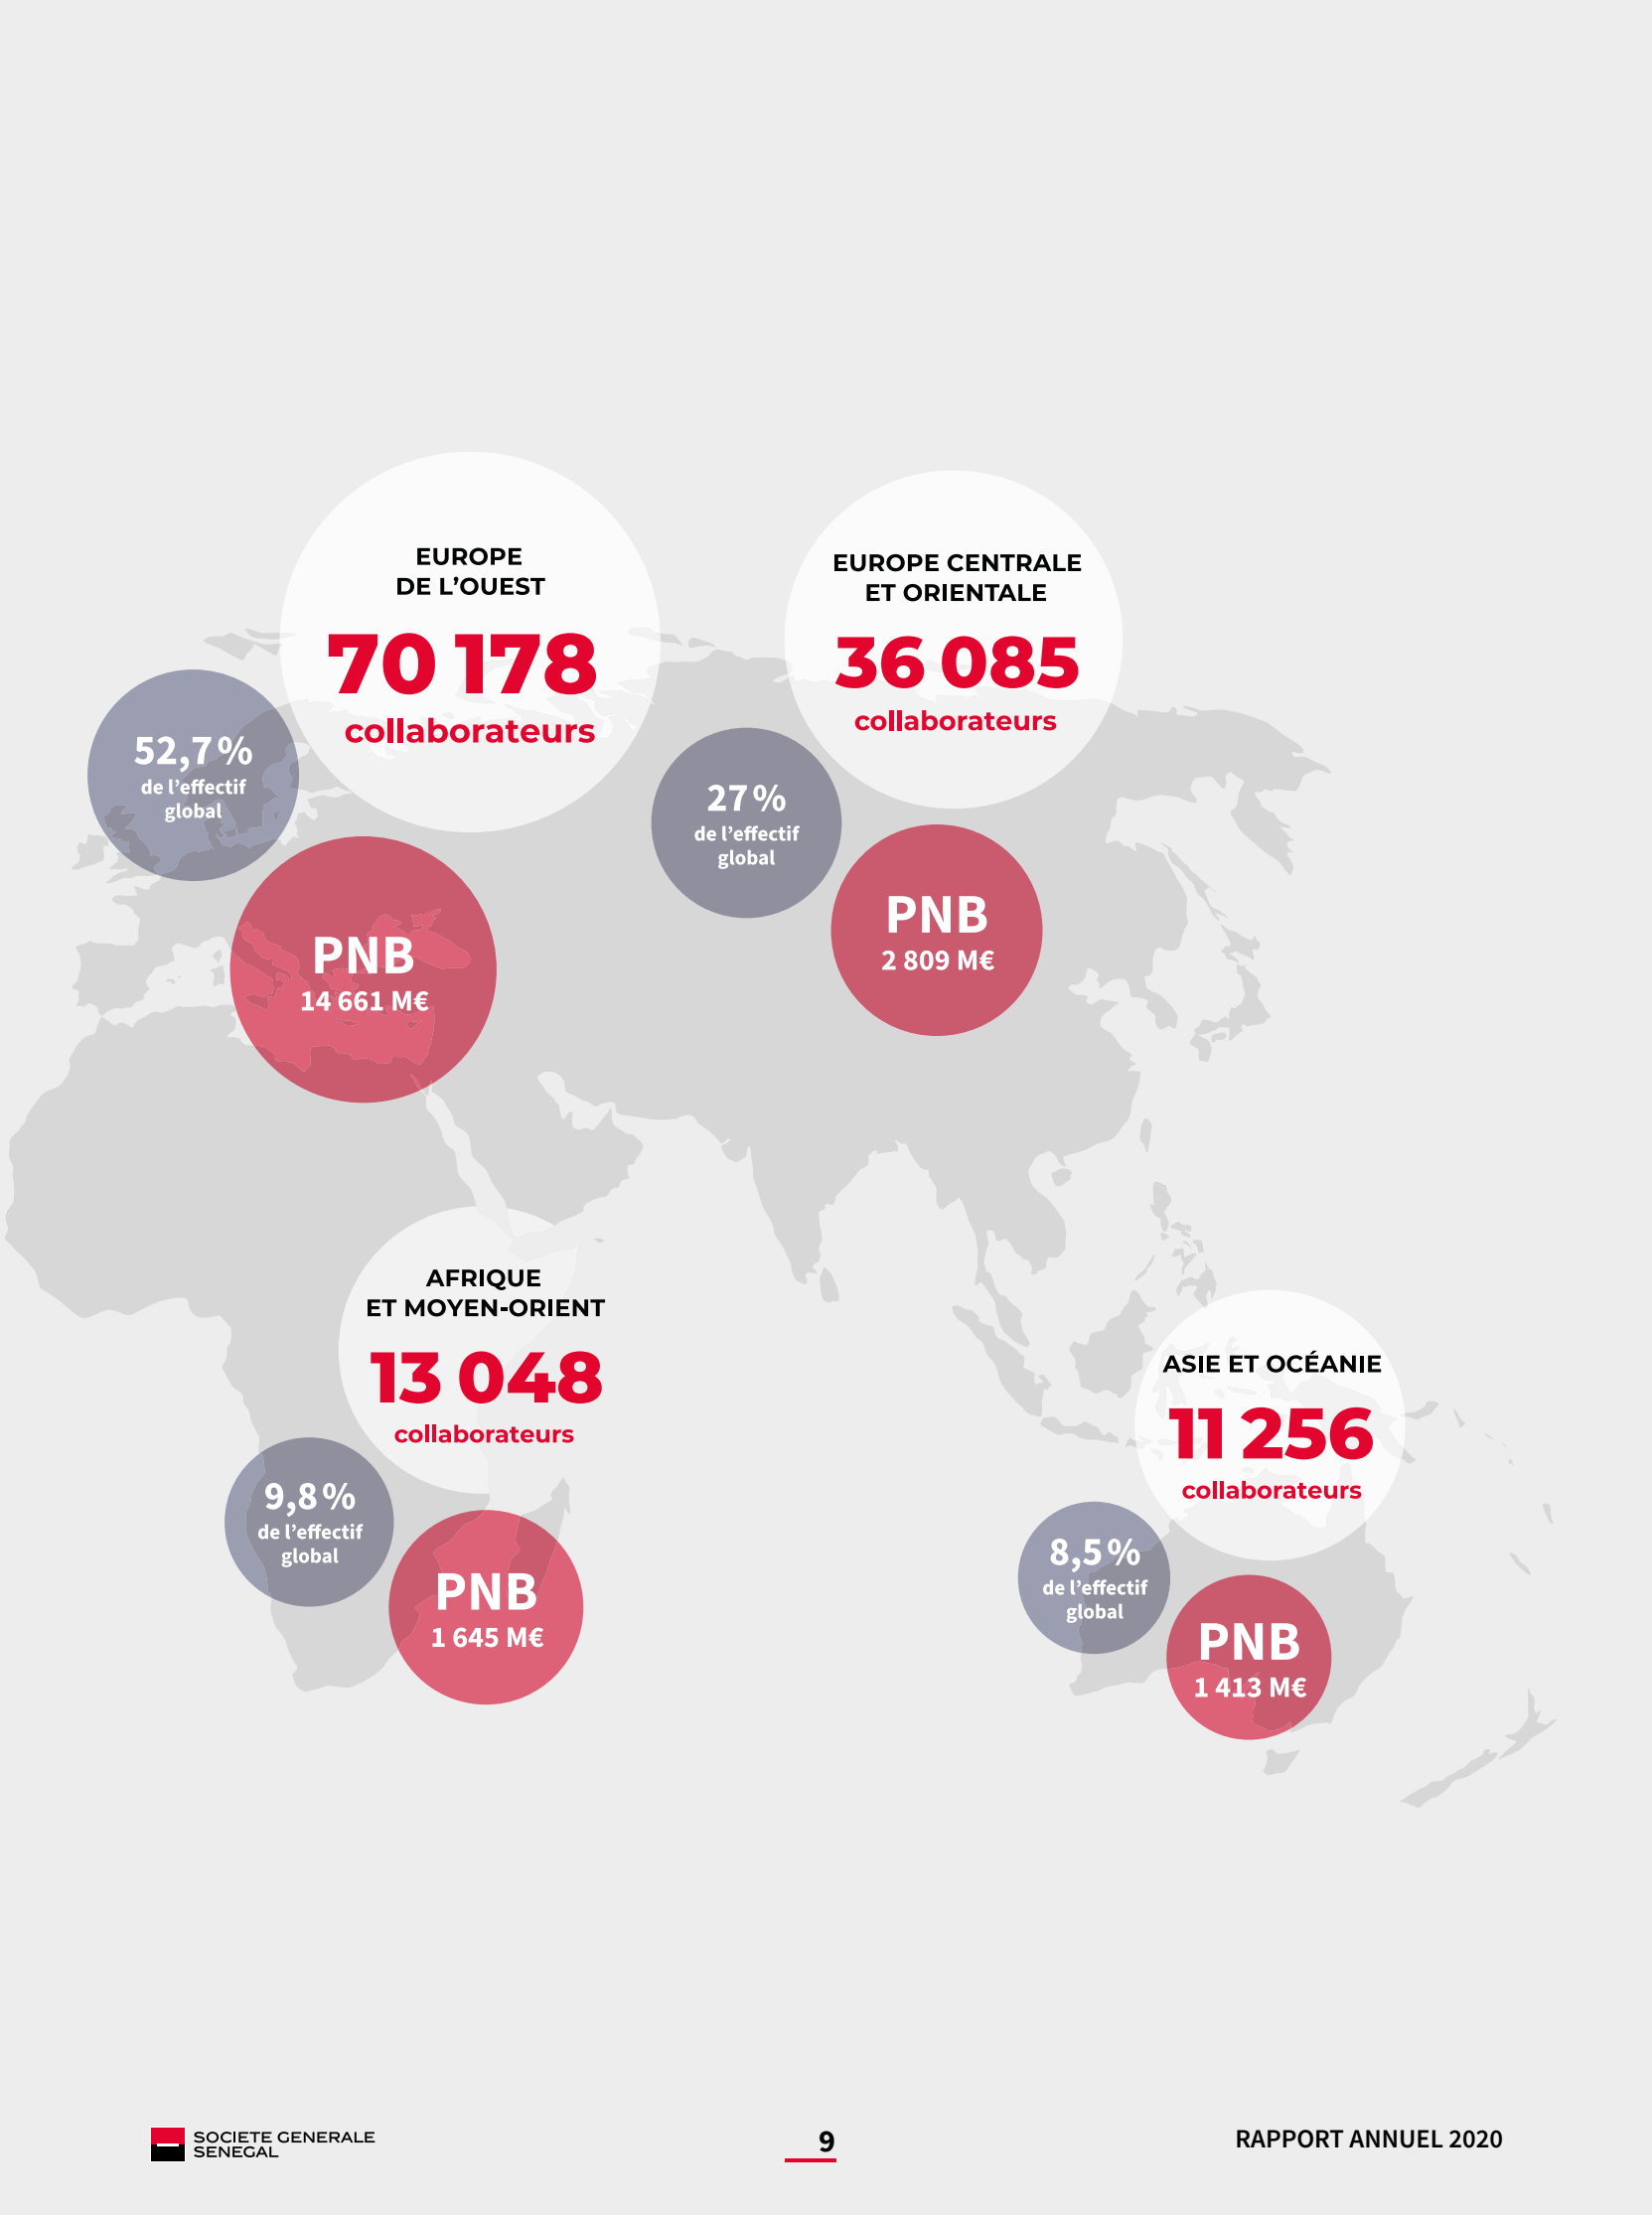 EUROPE
DE L’OUEST
70 178
collaborateurs
52,7 %
de l’effectif
global
PNB
14 661 M€
EUROPE CENTRALE
ET ORIENTALE
36 085
collaborateurs
27 %
de l’effectif
global
PNB
2 809 M€
AFRIQUE
ET MOYEN-ORIENT
13 048
collaborateurs
9,8 %
de l’effectif
global
PNB
1 645 M€
ASIE ET OCÉANIE
11 256
collaborateurs
8,5 %
de l’effectif
global
PNB
1 413 M€
SOCIETE GENERALE
SENEGAL
9
RAPPORT ANNUEL 2020